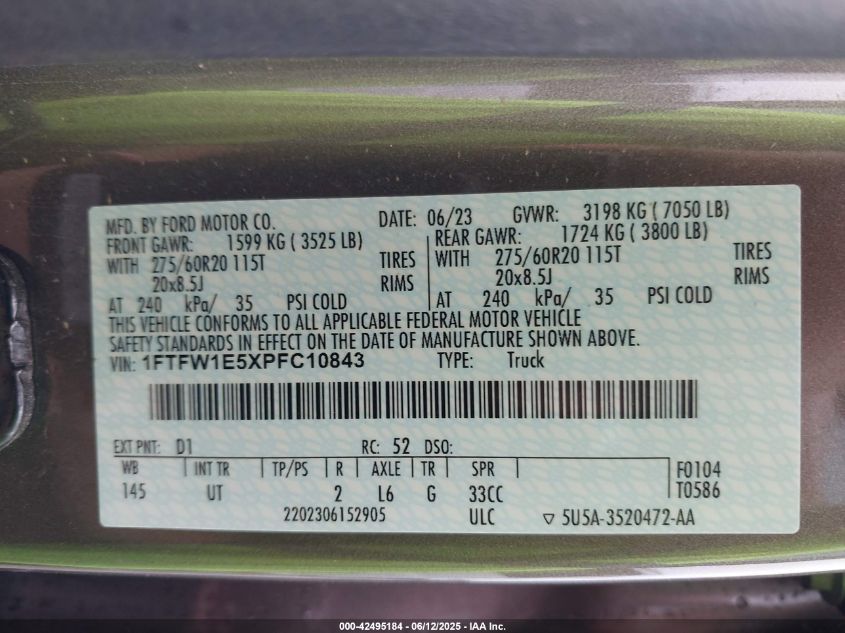 MFD. BY FORD MOTOR CO. DATE: 06/23 GVWR: 3198 KG ( 7050 LB)
FRONT GAWR: 1599 KG ( 3525 LB) REAR GAWR: 1724 KG ( 3800 LB)
WITH 275/60R20 115T TIRES WITH 275/60R20 115T TIRES
20x8.5J RIMS 20x8.5J RIMS
AT 240 kPa/ 35 PSI COLD AT 240 kPa/ 35 PSI COLD
THIS VEHICLE CONFORMS TO ALL APPLICABLE FEDERAL MOTOR VEHICLE
SAFETY STANDARDS IN EFFECT ON THE DATE OF MANUFACTURE SHOWN ABOVE.
VIN: 1FTFW1E5XPFC10843 TYPE: Truck
EXT PNT: D1 RC: 52 DSO:
WB INT TR TP/PS R AXLE TR SPR F0104
145 UT 2 L6 G 33CC T0586
2202306152905 ULC ▽ 5U5A-3520472-AA
000-42495184 - 06/12/2025 - IAA Inc.